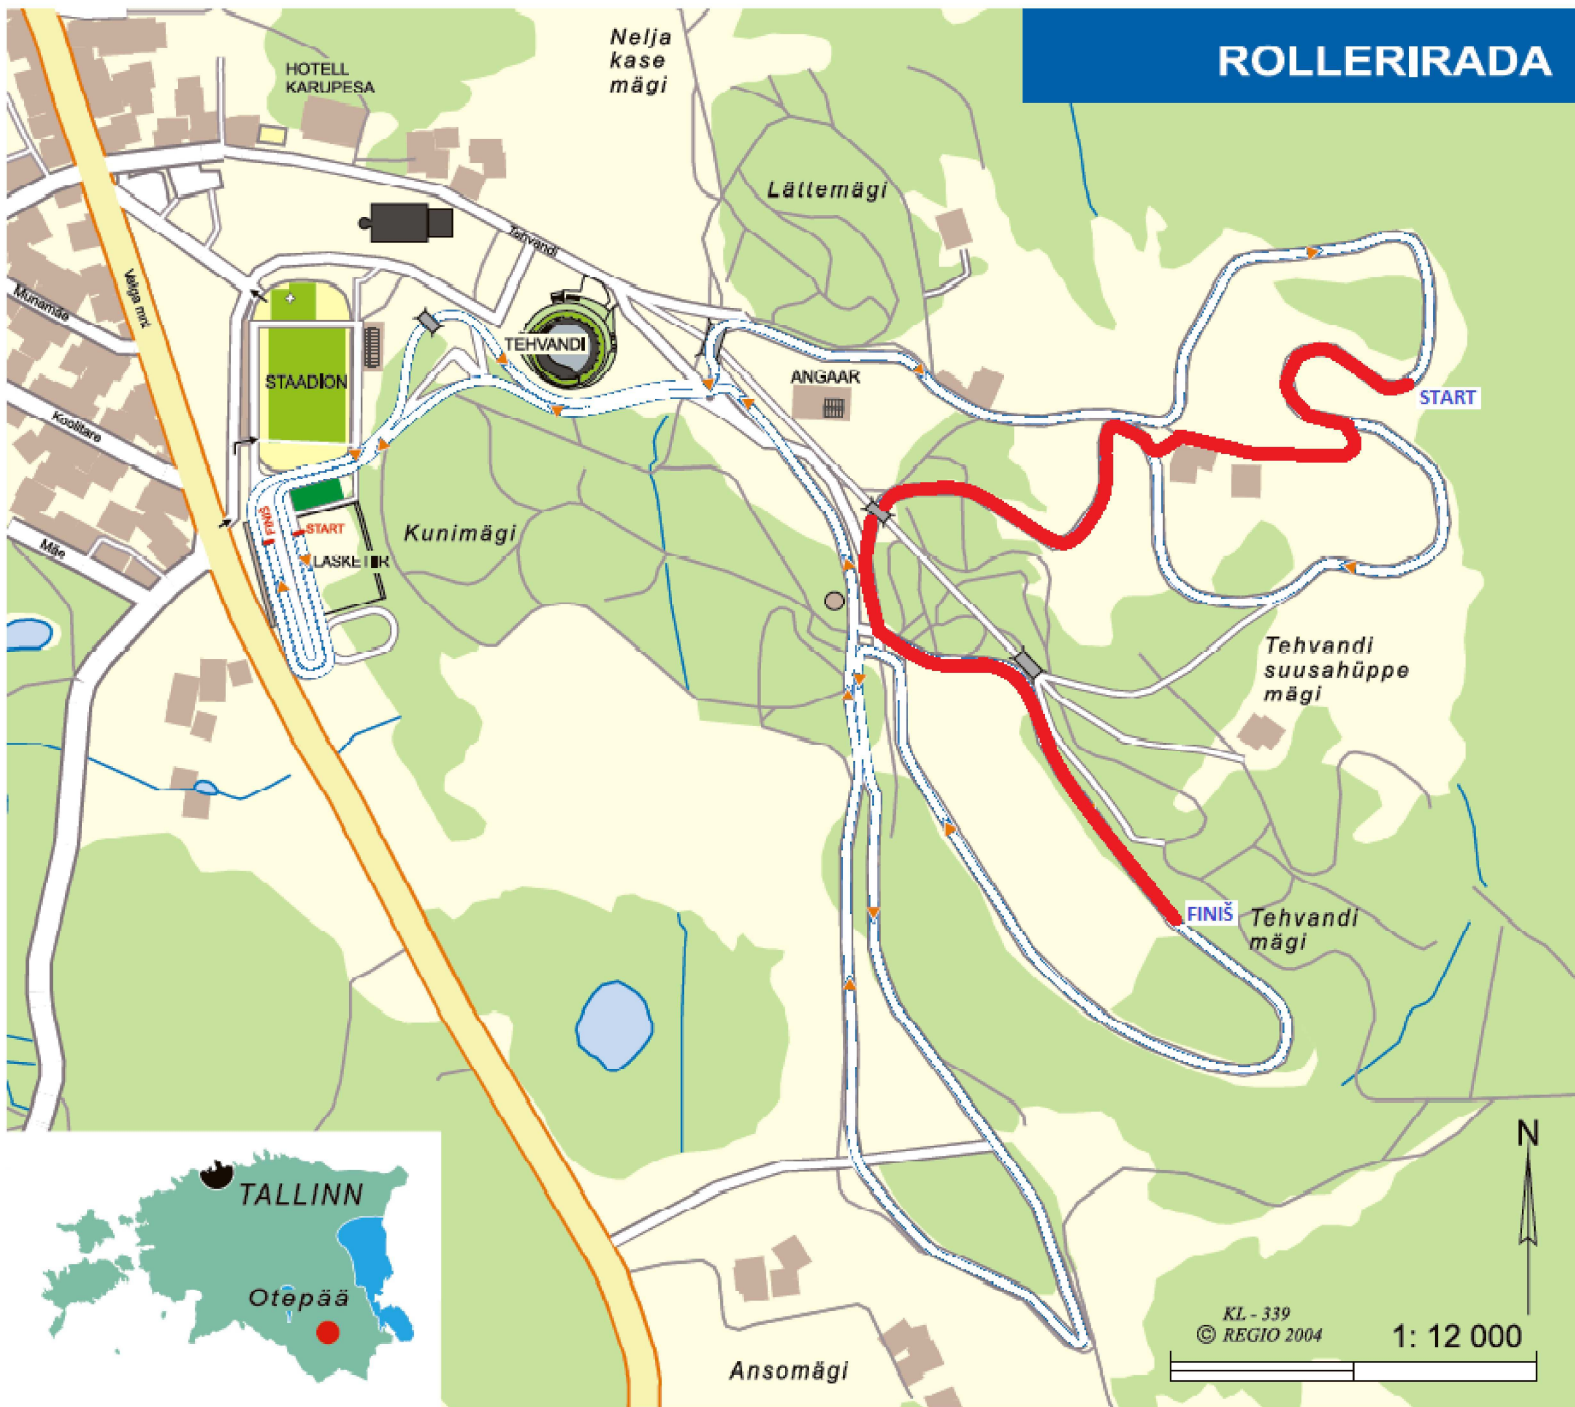 ROLLERIRADA
Nelja
kase
mägi
HOTELL
KARUPESA
Lättemägi
Tehvandi
Valga mnt
Munamäe
TEHVANDI
STAADION
ANGAAR
START
Koolitare
Kunimägi
FINIŠ
START
LASKETIIR
Mäe
Tehvandi
suusahüppe
mägi
FINIŠ
Tehvandi
mägi
N
TALLINN
Otepää
KL - 339
© REGIO 2004
1: 12 000
Ansomägi